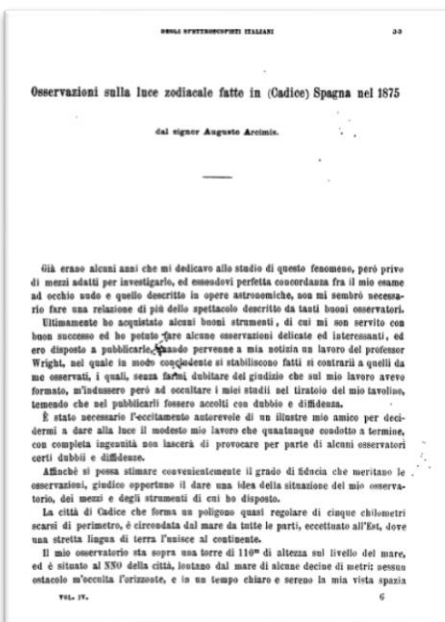 DEGLI SPETTROSCOPISTI ITALIANI
Osservazioni sulla luce zodiacale fatte in (Cadice) Spagna nel 1875
dal signor Augusto Arcimis.
Già erano alcuni anni che mi dedicavo allo studio di questo fenomeno, però privo
di mezzi adatti per investigarlo, ed essendovi perfetta concordanza fra il mio esame
ad occhio nudo e quello descritto in opere astronomiche, non mi sembrò necessa-
rio fare una relazione di più dello spettacolo descritto da tanti buoni osservatori.
Ultimamente ho acquistato alcuni buoni strumenti, di cui mi son servito con
buon successo ed ho potuto fare alcune osservazioni delicate ed interessanti, ed
ero disposto a pubblicarle, quando pervenne a mia notizia un lavoro del professor
Wright, nel quale in modo concludente si stabiliscono fatti sì contrarii a quelli da
me osservati, i quali, senza farmi dubitare del giudizio che sul mio lavoro avevo
formato, m'indussero però ad occultare i miei studii nel tiratoio del mio tavolino,
temendo che nel pubblicarli fossero accolti con dubbio e diffidenza.
È stato necessario l'eccitamento autorevole di un illustre mio amico per deci-
dermi a dare alla luce il modesto mio lavoro che quantunque condotto a termine,
con completa ingenuità non lascerà di provocare per parte di alcuni osservatori
certi dubbii e diffidenze.
Affinchè si possa stimare convenientemente il grado di fiducia che meritano le
osservazioni, giudico opportuno il dare una idea della situazione del mio osserva-
torio, dei mezzi e degli strumenti di cui ho disposto.
La città di Cadice che forma un poligono quasi regolare di cinque chilometri
scarsi di perimetro, è circondata dal mare da tutte le parti, eccettuato all'Est, dove
una stretta lingua di terra l'unisce al continente.
Il mio osservatorio sta sopra una torre di 110ᵐ di altezza sul livello del mare,
ed è situato al NNO della città, lontano dal mare di alcune decine di metri; nessun
ostacolo m'occulta l'orizzonte, e in un tempo chiaro e sereno la mia vista spazia
VOL. IV. 6